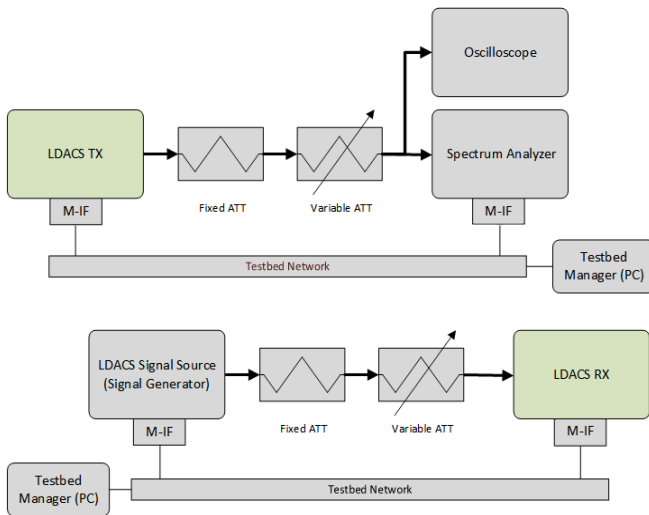 Oscilloscope
LDACS TX
Spectrum Analyzer
M-IF
Fixed ATT
Variable ATT
M-IF
Testbed Network
Testbed
Manager (PC)
LDACS Signal Source
(Signal Generator)
LDACS RX
M-IF
Fixed ATT
Variable ATT
M-IF
Testbed
Manager (PC)
Testbed Network